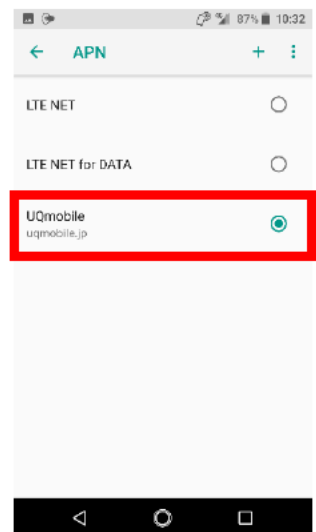 87% 10:32
APN
LTE NET
LTE NET for DATA
UQmobile
uqmobile.jp